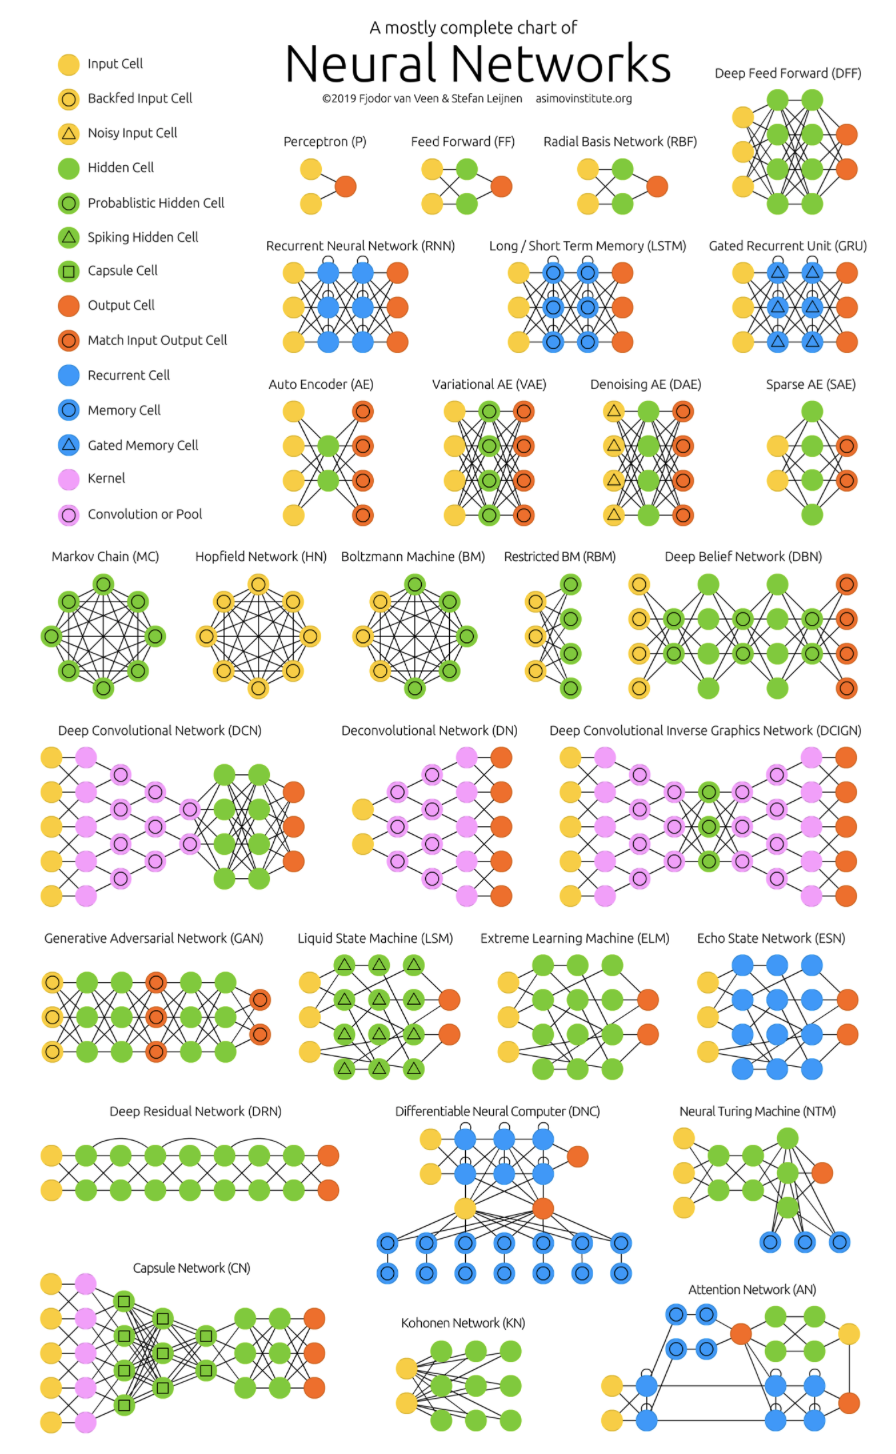 A mostly complete chart of
Neural Networks
©2019 Fjodor van Veen & Stefan Leijnen asimovinstitute.org
Input Cell
Backfed Input Cell
Noisy Input Cell
Hidden Cell
Probablistic Hidden Cell
Spiking Hidden Cell
Capsule Cell
Output Cell
Match Input Output Cell
Recurrent Cell
Memory Cell
Gated Memory Cell
Kernel
Convolution or Pool
Deep Feed Forward (DFF)
Perceptron (P)
Feed Forward (FF)
Radial Basis Network (RBF)
Recurrent Neural Network (RNN)
Long / Short Term Memory (LSTM)
Gated Recurrent Unit (GRU)
Auto Encoder (AE)
Variational AE (VAE)
Denoising AE (DAE)
Sparse AE (SAE)
Markov Chain (MC)
Hopfield Network (HN)
Boltzmann Machine (BM)
Restricted BM (RBM)
Deep Belief Network (DBN)
Deep Convolutional Network (DCN)
Deconvolutional Network (DN)
Deep Convolutional Inverse Graphics Network (DCIGN)
Generative Adversarial Network (GAN)
Liquid State Machine (LSM)
Extreme Learning Machine (ELM)
Echo State Network (ESN)
Deep Residual Network (DRN)
Differentiable Neural Computer (DNC)
Neural Turing Machine (NTM)
Capsule Network (CN)
Kohonen Network (KN)
Attention Network (AN)